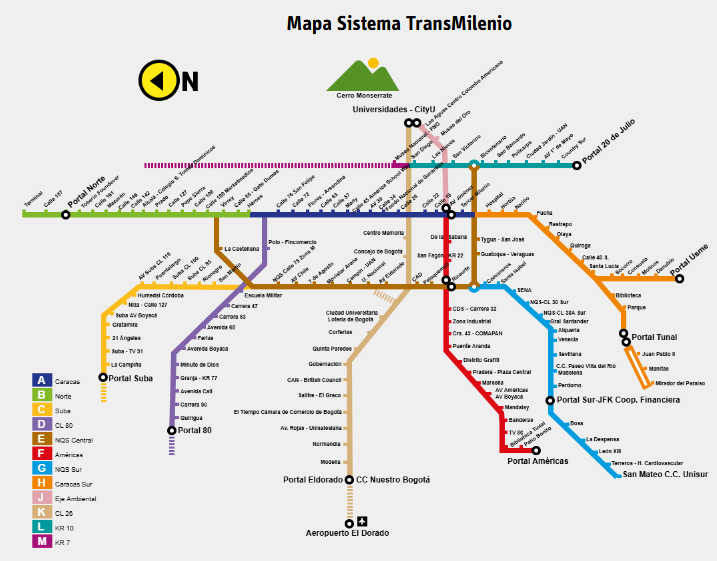 Mapa Sistema TransMilenio
N
Cerro Monserrate
Universidades - CityU
Las Aguas Centro Colombo Americano
Museo del Oro
Las Nieves
San Victorino
Bicentenario
San Bernardo
Policarpa
Ciudad Jardín - UAN
AV 1° de Mayo
Country Sur
Portal 20 de Julio
Museo Nacional
San Diego
Terminal
Calle 187
Portal Norte
Toberin Foundever
Calle 161
Mazurén
Calle 146
Calle 142
Alcalá - Colegio S. Tomás Dominicos
Prado
Calle 127
Pepe Sierra
Calle 106
Calle 100 Marketmedios
Virrey
Calle 85 - Gato Dumas
Héroes
Calle 76 San Felipe
Calle 72
Flores - Areandina
Calle 63
Calle 57
Marly
Calle 45 American School Way
AV 39
Calle 34
Calle 26
Calle 22
Calle 19
AV Jiménez
Tercer Milenio
Hospital
Hortúa
Nariño
Fucha
Restrepo
Olaya
Quiroga
Calle 40 S.
Santa Lucía
Socorro
Consuelo
Molinos
Danubio
Portal Usme
Biblioteca
Parque
Portal Tunal
Juan Pablo II
Manitas
Mirador del Paraíso
La Castellana
Polo - Fincomercio
Centro Memoria
Concejo de Bogotá
De la Sabana
San Façon KR 22
Tygua - San José
Guatoque - Veraguas
AV Suba CL 116
Puentelargo
Suba CL 100
Suba CL 95
Rionegro
San Martín
NQS Calle 75 Zona M
AV Chile
7 de Agosto
Movistar Arena
Campín - UAN
U. Nacional
AV Eldorado
CAD
Paloquemao
Ricaurte
Comuneros
Santa Isabel
SENA
NQS-CL 30 Sur
NQS-CL 38A Sur
Gral Santander
Alquería
Venecia
Sevillana
C.C. Paseo Villa del Río
Madelena
Perdomo
Portal Sur-JFK Coop. Financiera
Bosa
La Despensa
León XIII
Terreros - H. Cardiovascular
San Mateo C.C. Unisur
Humedal Córdoba
Niza - Calle 127
Suba AV Boyacá
Gratamira
21 Ángeles
Suba - TV 91
La Campiña
Portal Suba
Escuela Militar
Carrera 47
Carrera 53
Avenida 68
Ferias
Avenida Boyacá
Minuto de Dios
Granja - KR 77
Avenida Cali
Carrera 90
Quirigua
Portal 80
Ciudad Universitaria
Lotería de Bogotá
Corferias
Quinta Paredes
Gobernación
CAN - British Council
Salitre - El Greco
El Tiempo Cámara de Comercio de Bogotá
Av. Rojas - Unisalesiana
Normandía
Modelia
Portal Eldorado
CC Nuestro Bogotá
Aeropuerto El Dorado
CDS - Carrera 32
Zona Industrial
Cra. 43 - COMAPAN
Puente Aranda
Distrito Grafiti
Pradera - Plaza Central
Marsella
AV Américas
AV Boyacá
Mandalay
Banderas
TV 86
Biblioteca Tintal
Patio Bonito
Portal Américas
A Caracas
B Norte
C Suba
D CL 80
E NQS Central
F Américas
G NQS Sur
H Caracas Sur
J Eje Ambiental
K CL 26
L KR 10
M KR 7